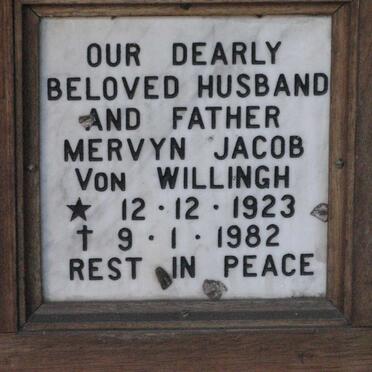 OUR DEARLY
BELOVED HUSBAND
AND FATHER
MERVYN JACOB
VON WILLINGH
★ 12·12·1923
† 9·1·1982
REST IN PEACE